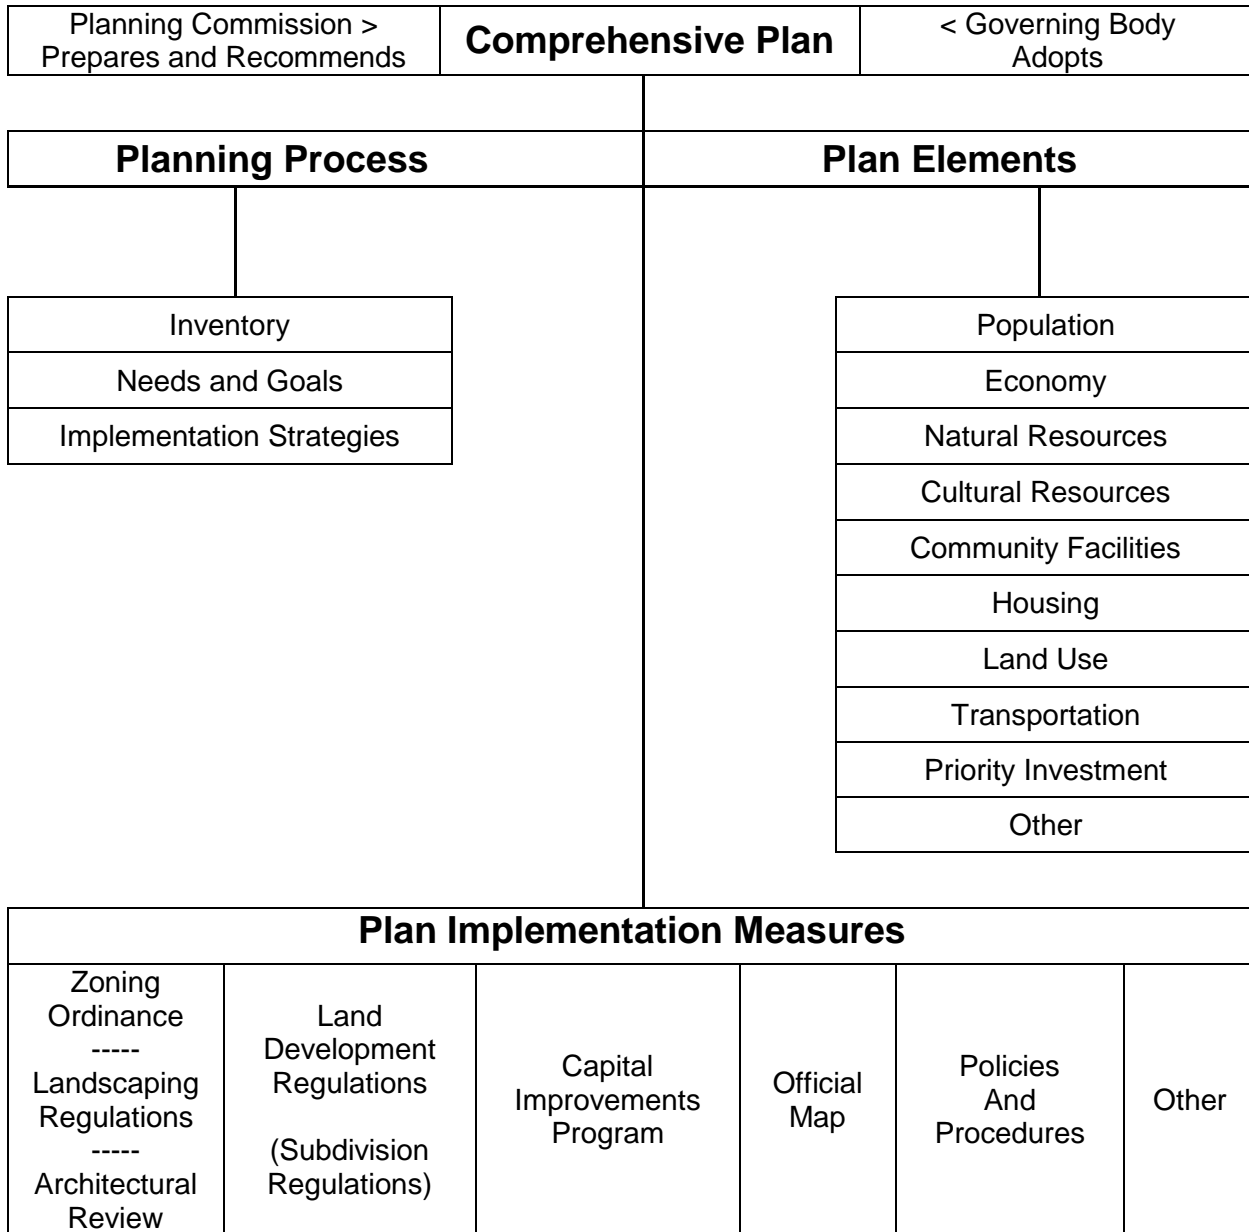 Planning Commission >
Prepares and Recommends
Comprehensive Plan
< Governing Body
Adopts
Planning Process
Plan Elements
Inventory
Needs and Goals
Implementation Strategies
Population
Economy
Natural Resources
Cultural Resources
Community Facilities
Housing
Land Use
Transportation
Priority Investment
Other
Plan Implementation Measures
Zoning
Ordinance
-----
Landscaping
Regulations
-----
Architectural
Review
Land
Development
Regulations
(Subdivision
Regulations)
Capital
Improvements
Program
Official
Map
Policies
And
Procedures
Other